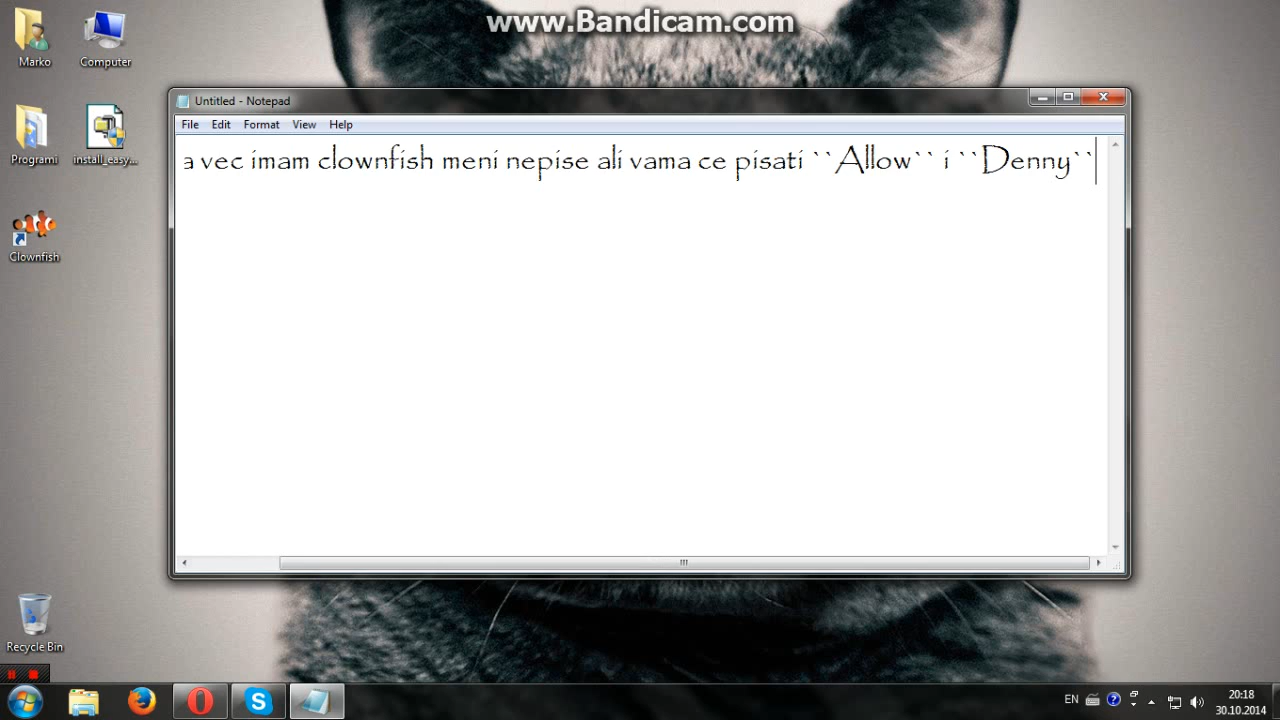 www.Bandicam.com
Marko
Computer
Untitled - Notepad
File Edit Format View Help
Programi
install_easy...
a vec imam clownfish meni nepise ali vama ce pisati ``Allow`` i ``Denny``
Clownfish
Recycle Bin
EN
20:18
30.10.2014